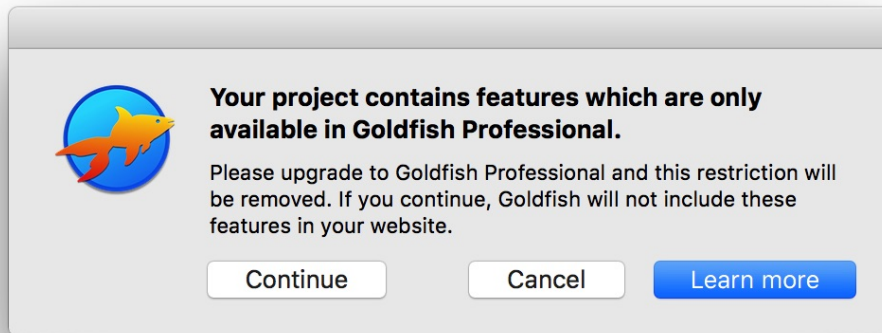 Your project contains features which are only
available in Goldfish Professional.
Please upgrade to Goldfish Professional and this restriction will
be removed. If you continue, Goldfish will not include these
features in your website.
Continue Cancel Learn more